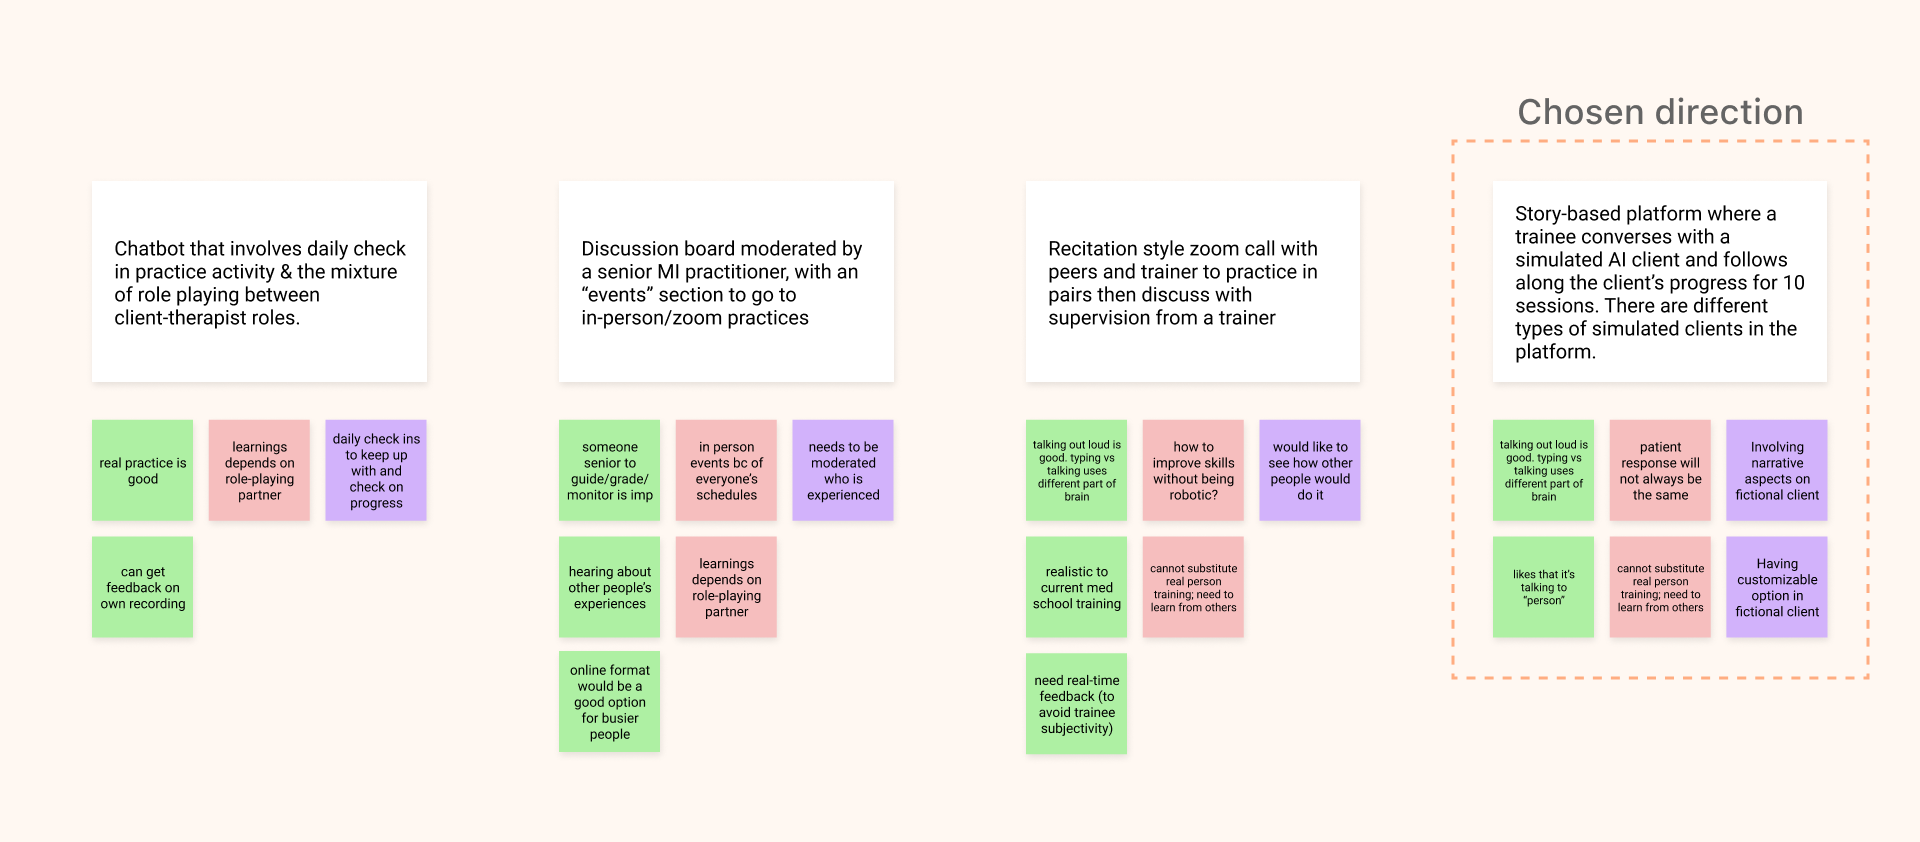 Chosen direction
Chatbot that involves daily check
in practice activity & the mixture
of role playing between
client-therapist roles.
Discussion board moderated by
a senior MI practitioner, with an
“events” section to go to
in-person/zoom practices
Recitation style zoom call with
peers and trainer to practice in
pairs then discuss with
supervision from a trainer
Story-based platform where a
trainee converses with a
simulated AI client and follows
along the client’s progress for 10
sessions. There are different
types of simulated clients in the
platform.
real practice is
good
learnings
depends on
role-playing
partner
daily check ins
to keep up
with and
check on
progress
can get
feedback on
own recording
someone
senior to
guide/grade/
monitor is imp
in person
events bc of
everyone’s
schedules
needs to be
moderated
who is
experienced
hearing about
other people’s
experiences
learnings
depends on
role-playing
partner
online format
would be a
good option
for busier
people
talking out loud is
good. typing vs
talking uses
different part of
brain
how to
improve skills
without being
robotic?
would like to
see how other
people would
do it
realistic to
current med
school training
cannot substitute
real person
training; need to
learn from others
need real-time
feedback (to
avoid trainee
subjectivity)
talking out loud is
good. typing vs
talking uses
different part of
brain
patient
response will
not always be
the same
Involving
narrative
aspects on
fictional client
likes that it’s
talking to
“person”
cannot substitute
real person
training; need to
learn from others
Having
customizable
option in
fictional client